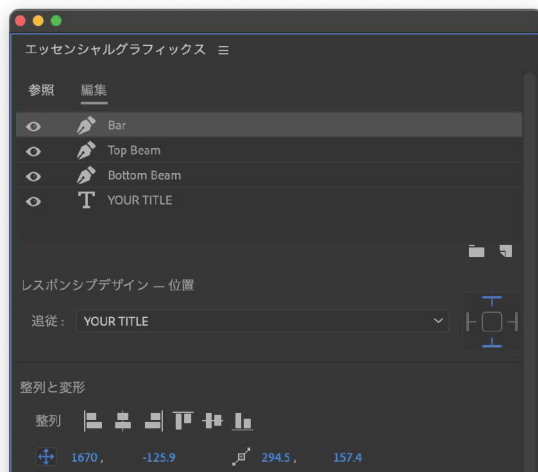 エッセンシャルグラフィックス
参照 編集
Bar
Top Beam
Bottom Beam
YOUR TITLE
レスポンシブデザイン — 位置
追従 : YOUR TITLE
整列と変形
整列
1670 , -125.9 294.5 , 157.4